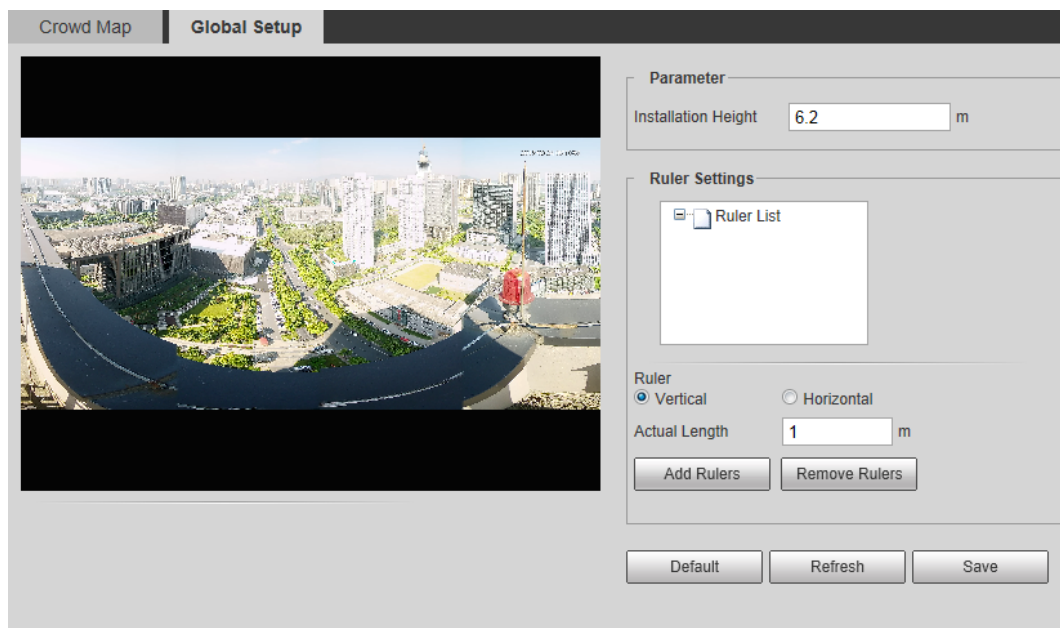 Crowd Map
Global Setup
Parameter
Installation Height 6.2 m
Ruler Settings
Ruler List
Ruler
Vertical Horizontal
Actual Length 1 m
Add Rulers Remove Rulers
Default Refresh Save